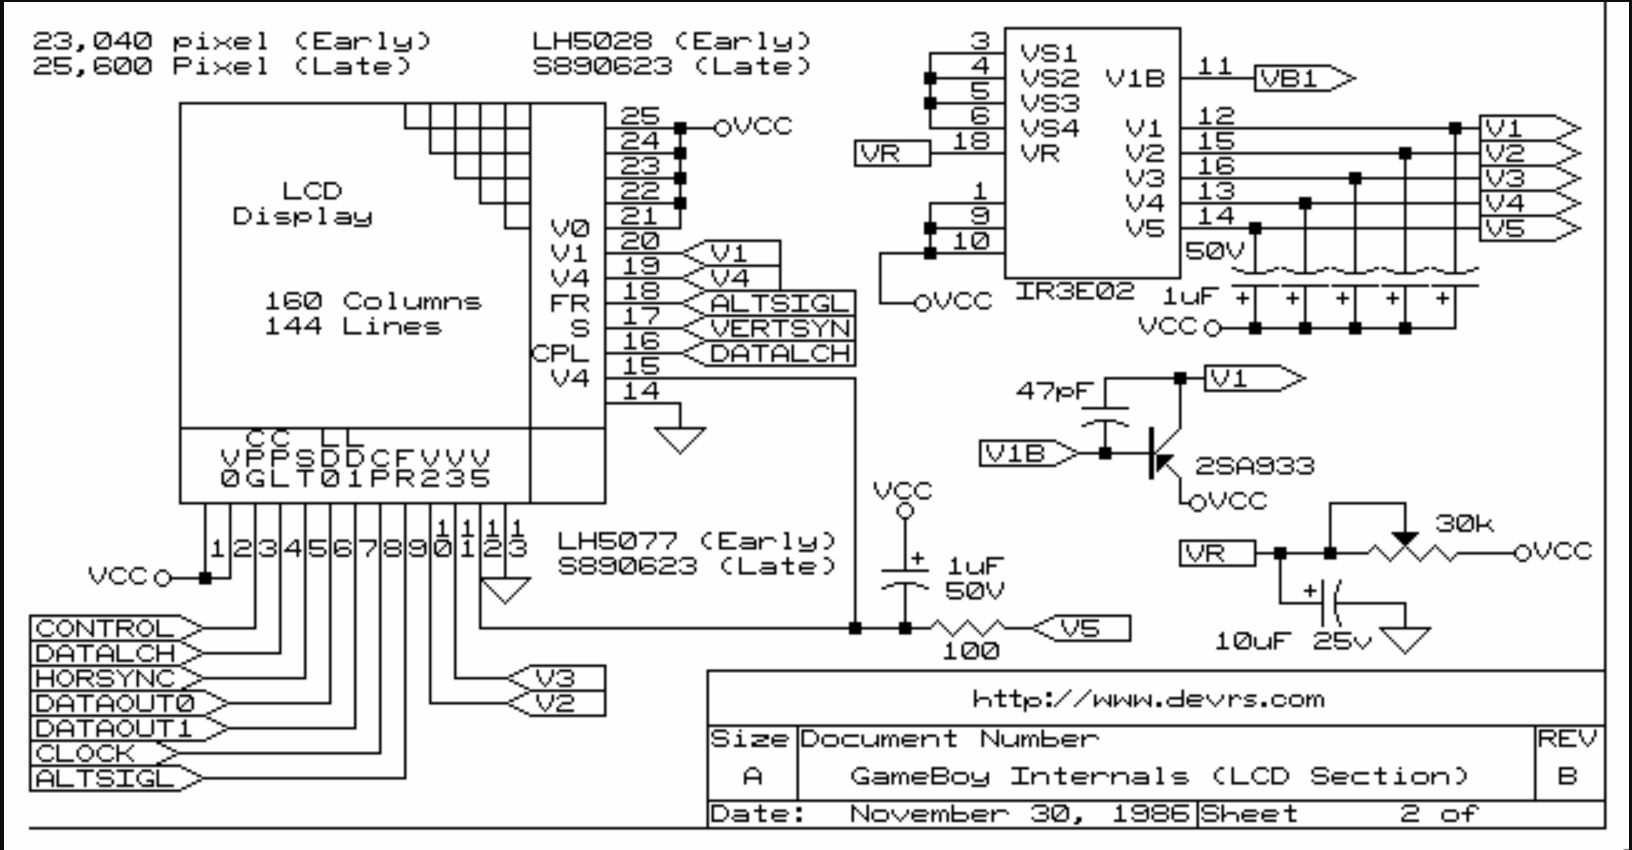 23,040 pixel (Early)
25,600 Pixel (Late)
LH5028 (Early)
S890623 (Late)
LCD
Display
160 Columns
144 Lines
25
24
23
22
21
20
19
18
17
16
15
14
VCC
V0
V1
V4
FR
S
CPL
V4
V1
V4
ALTSIGL
VERTSYN
DATALCH
CC LL
VPPSDDCFVVV
0GLT01PR235
1 2 3 4 5 6 7 8 9 10 11 12 13
VCC
LH5077 (Early)
S890623 (Late)
CONTROL
DATALCH
HORSYNC
DATAOUT0
DATAOUT1
CLOCK
ALTSIGL
V3
V2
VCC
+
1uF
50V
100
V5
3
4
5
6
18
1
9
10
VS1
VS2
VS3
VS4
VR
VR
V1B
V1
V2
V3
V4
V5
11
12
15
16
13
14
VB1
V1
V2
V3
V4
V5
VCC
IR3E02
50V
1uF + + + + +
VCC
47pF
V1
V1B
2SA933
VCC
30k
VR
VCC
+
10uF 25v
http://www.devrs.com
Size Document Number REV
A GameBoy Internals (LCD Section) B
Date: November 30, 1986 Sheet 2 of